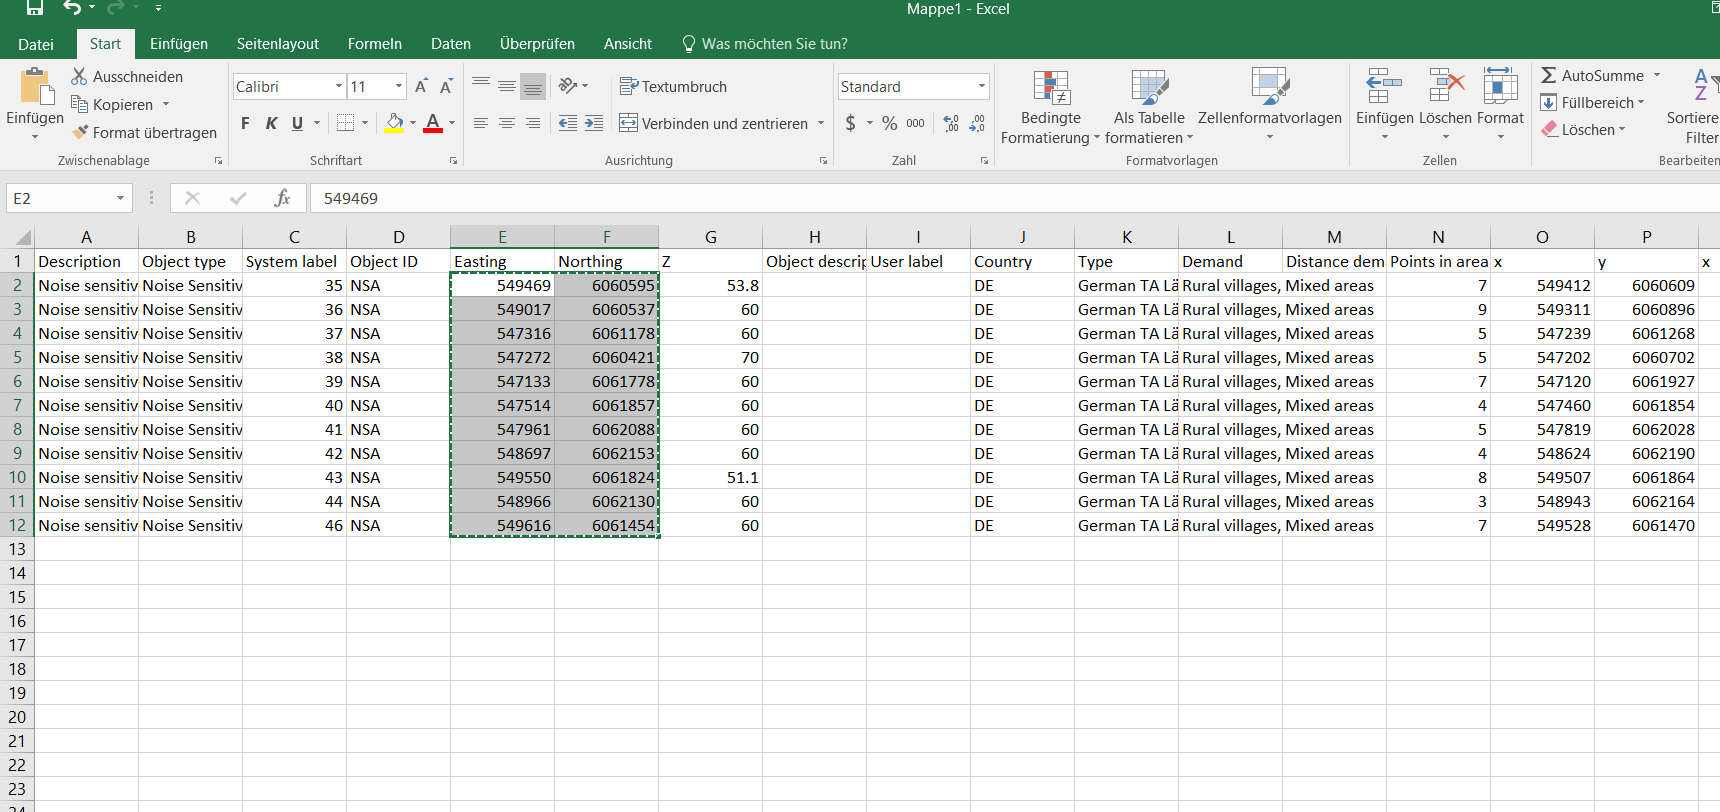 Mappe1 - Excel
Datei Start Einfügen Seitenlayout Formeln Daten Überprüfen Ansicht Was möchten Sie tun?
Einfügen Ausschneiden Kopieren Format übertragen Zwischenablage
Calibri 11 F K U Schriftart
Textumbruch Verbinden und zentrieren Ausrichtung
Standard $ % 000 ,00 ,00 Zahl
Bedingte Formatierung Als Tabelle formatieren Zellenformatvorlagen Formatvorlagen
Einfügen Löschen Format Zellen
AutoSumme Füllbereich Löschen Bearbeiten
E2 fx 549469
A B C D E F G H I J K L M N O P
1 Description Object type System label Object ID Easting Northing Z Object descrip User label Country Type Demand Distance dem Points in area x y x
2 Noise sensitiv Noise Sensitiv 35 NSA 549469 6060595 53.8 DE German TA Lä Rural villages, Mixed areas 7 549412 6060609
3 Noise sensitiv Noise Sensitiv 36 NSA 549017 6060537 60 DE German TA Lä Rural villages, Mixed areas 9 549311 6060896
4 Noise sensitiv Noise Sensitiv 37 NSA 547316 6061178 60 DE German TA Lä Rural villages, Mixed areas 5 547239 6061268
5 Noise sensitiv Noise Sensitiv 38 NSA 547272 6060421 70 DE German TA Lä Rural villages, Mixed areas 5 547202 6060702
6 Noise sensitiv Noise Sensitiv 39 NSA 547133 6061778 60 DE German TA Lä Rural villages, Mixed areas 7 547120 6061927
7 Noise sensitiv Noise Sensitiv 40 NSA 547514 6061857 60 DE German TA Lä Rural villages, Mixed areas 4 547460 6061854
8 Noise sensitiv Noise Sensitiv 41 NSA 547961 6062088 60 DE German TA Lä Rural villages, Mixed areas 5 547819 6062028
9 Noise sensitiv Noise Sensitiv 42 NSA 548697 6062153 60 DE German TA Lä Rural villages, Mixed areas 4 548624 6062190
10 Noise sensitiv Noise Sensitiv 43 NSA 549550 6061824 51.1 DE German TA Lä Rural villages, Mixed areas 8 549507 6061864
11 Noise sensitiv Noise Sensitiv 44 NSA 548966 6062130 60 DE German TA Lä Rural villages, Mixed areas 3 548943 6062164
12 Noise sensitiv Noise Sensitiv 46 NSA 549616 6061454 60 DE German TA Lä Rural villages, Mixed areas 7 549528 6061470
13
14
15
16
17
18
19
20
21
22
23